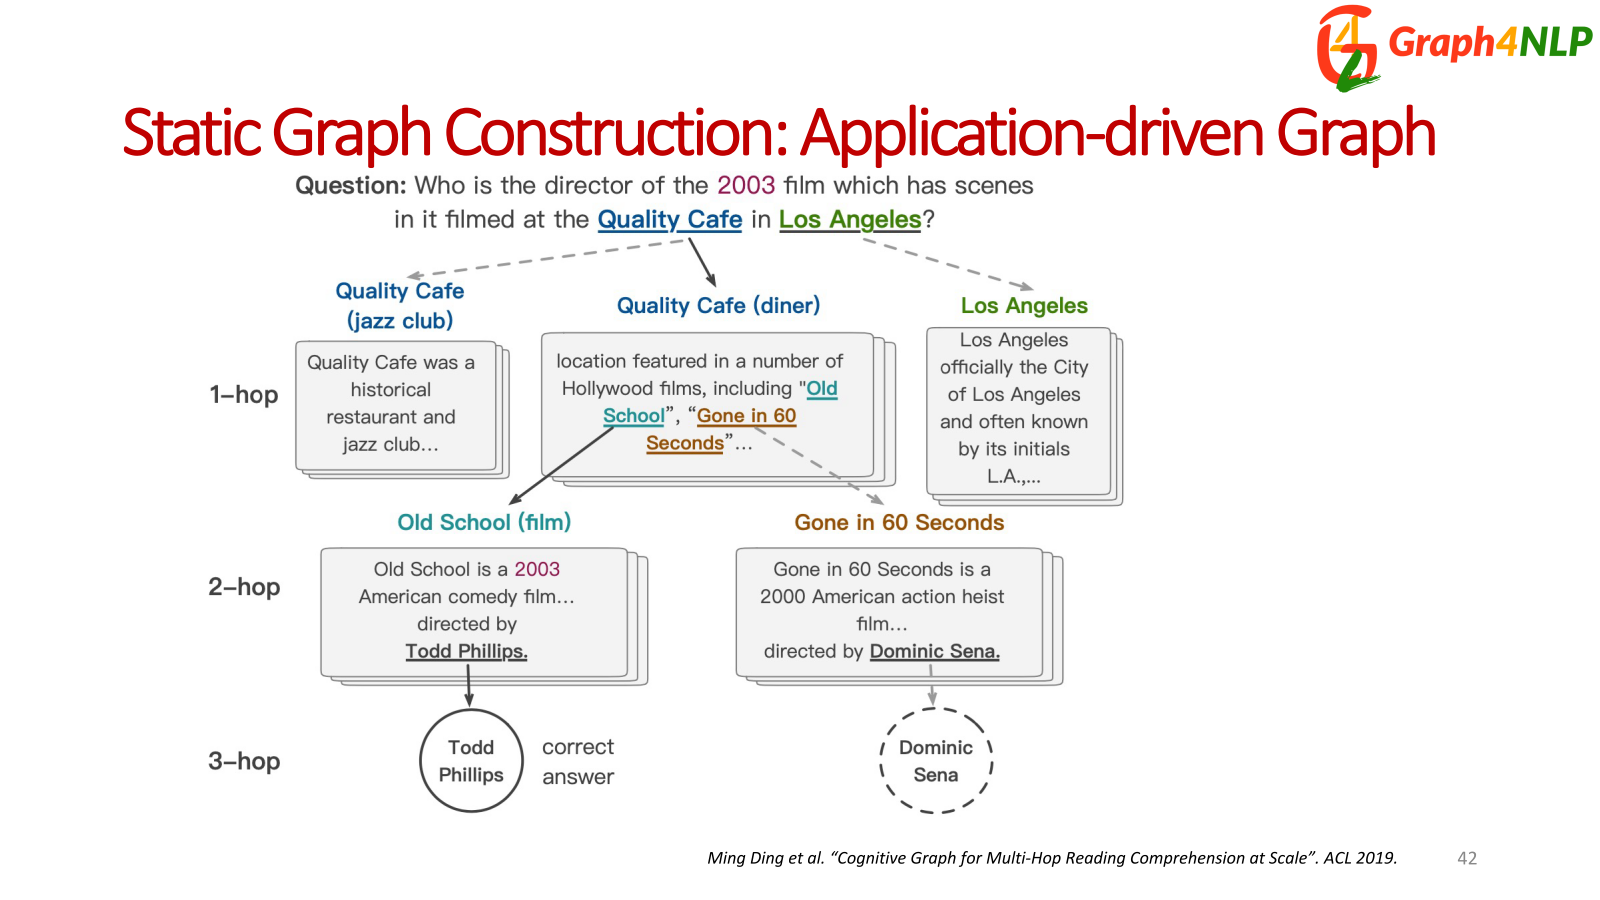 Graph4NLP
Static Graph Construction: Application-driven Graph
Question: Who is the director of the 2003 film which has scenes
in it filmed at the Quality Cafe in Los Angeles?
Quality Cafe
(jazz club)
Quality Cafe (diner)
Los Angeles
1-hop
Quality Cafe was a
historical
restaurant and
jazz club...
location featured in a number of
Hollywood films, including "Old
School”, “Gone in 60
Seconds”...
Los Angeles
officially the City
of Los Angeles
and often known
by its initials
L.A.,...
Old School (film)
Gone in 60 Seconds
2-hop
Old School is a 2003
American comedy film...
directed by
Todd Phillips.
Gone in 60 Seconds is a
2000 American action heist
film...
directed by Dominic Sena.
3-hop
Todd
Phillips
correct
answer
Dominic
Sena
Ming Ding et al. “Cognitive Graph for Multi-Hop Reading Comprehension at Scale”. ACL 2019.
42